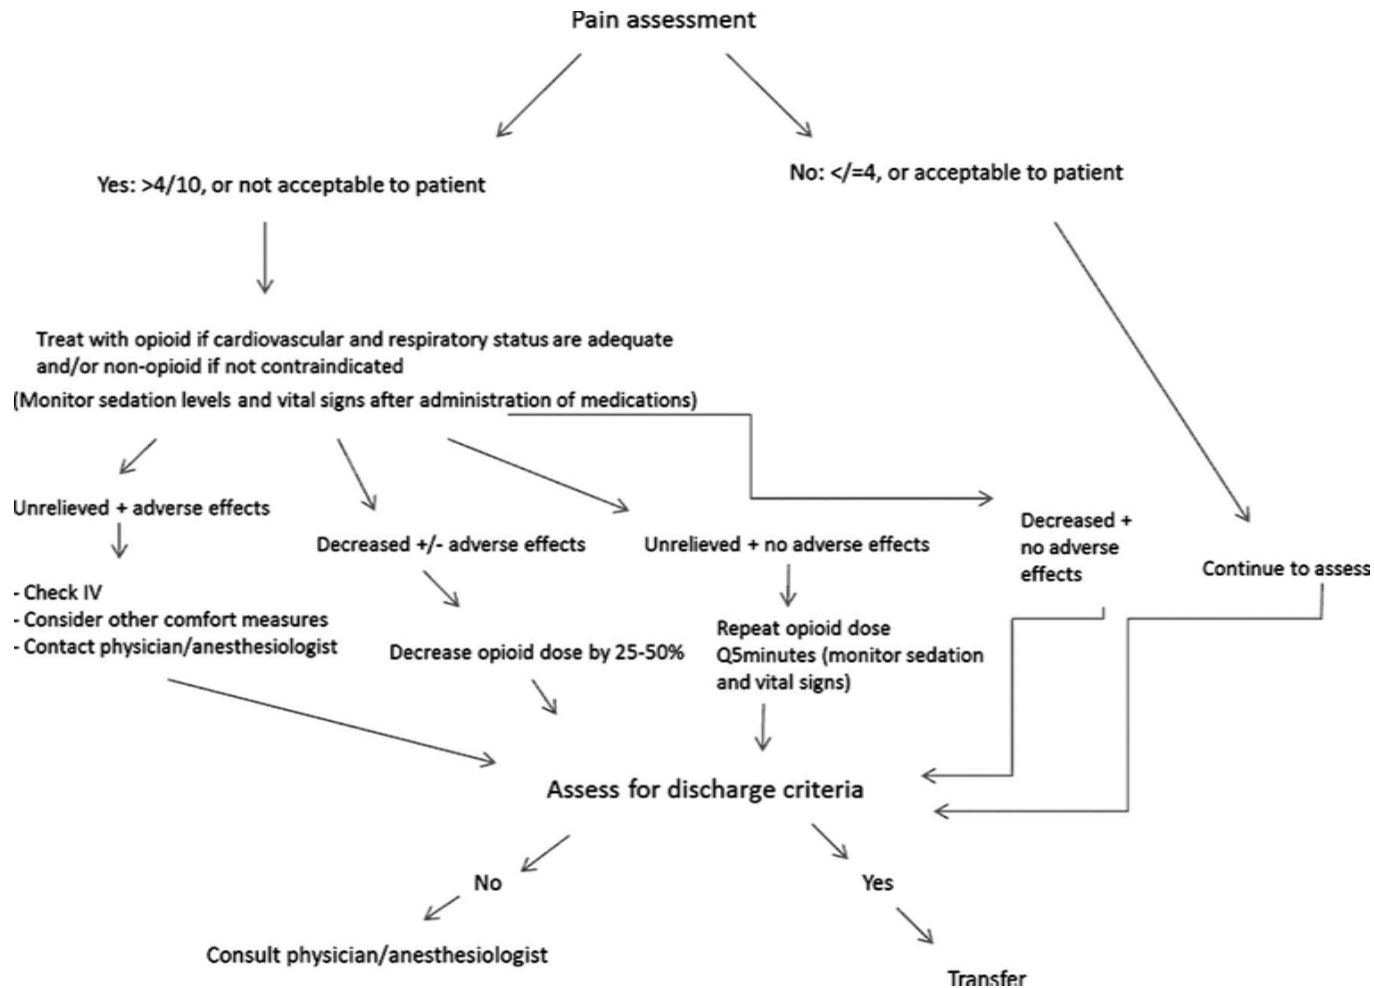 Pain assessment
Yes: >4/10, or not acceptable to patient
No: </=4, or acceptable to patient
Treat with opioid if cardiovascular and respiratory status are adequate
and/or non-opioid if not contraindicated
(Monitor sedation levels and vital signs after administration of medications)
Unrelieved + adverse effects
- Check IV
- Consider other comfort measures
- Contact physician/anesthesiologist
Decreased +/- adverse effects
Decrease opioid dose by 25-50%
Unrelieved + no adverse effects
Repeat opioid dose
Q5minutes (monitor sedation
and vital signs)
Decreased +
no adverse
effects
Continue to assess
Assess for discharge criteria
No
Yes
Consult physician/anesthesiologist
Transfer